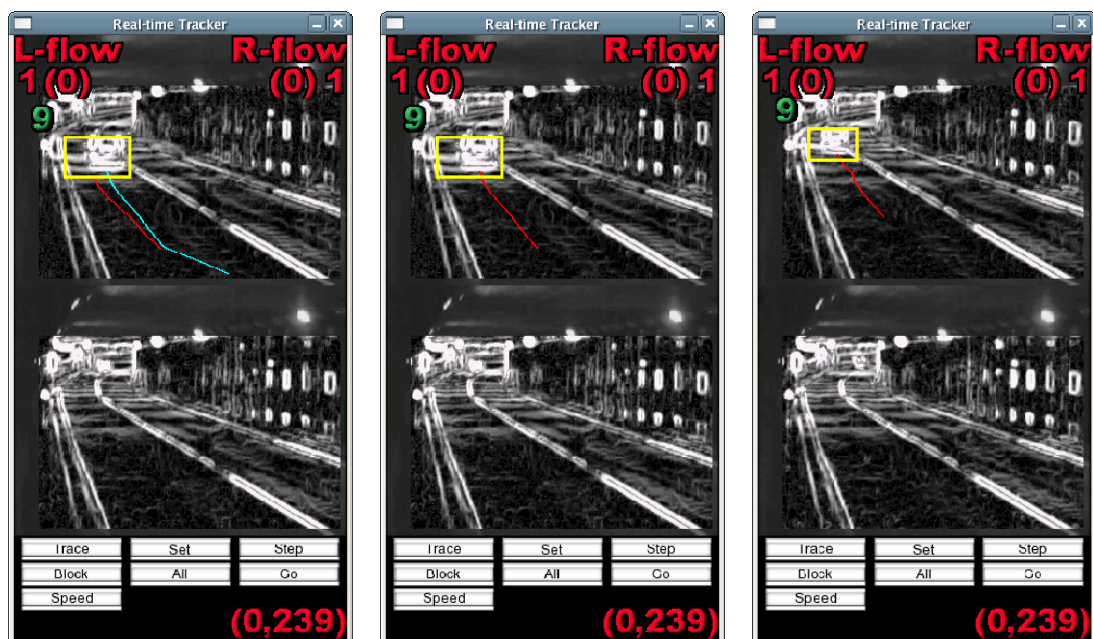 Real-time Tracker
L-flow R-flow
1 (0) (0) 1
9
Trace Set Step
Block All Go
Speed
(0,239)
Real-time Tracker
L-flow R-flow
1 (0) (0) 1
9
Trace Set Step
Block All Go
Speed
(0,239)
Real-time Tracker
L-flow R-flow
1 (0) (0) 1
9
Trace Set Step
Block All Go
Speed
(0,239)